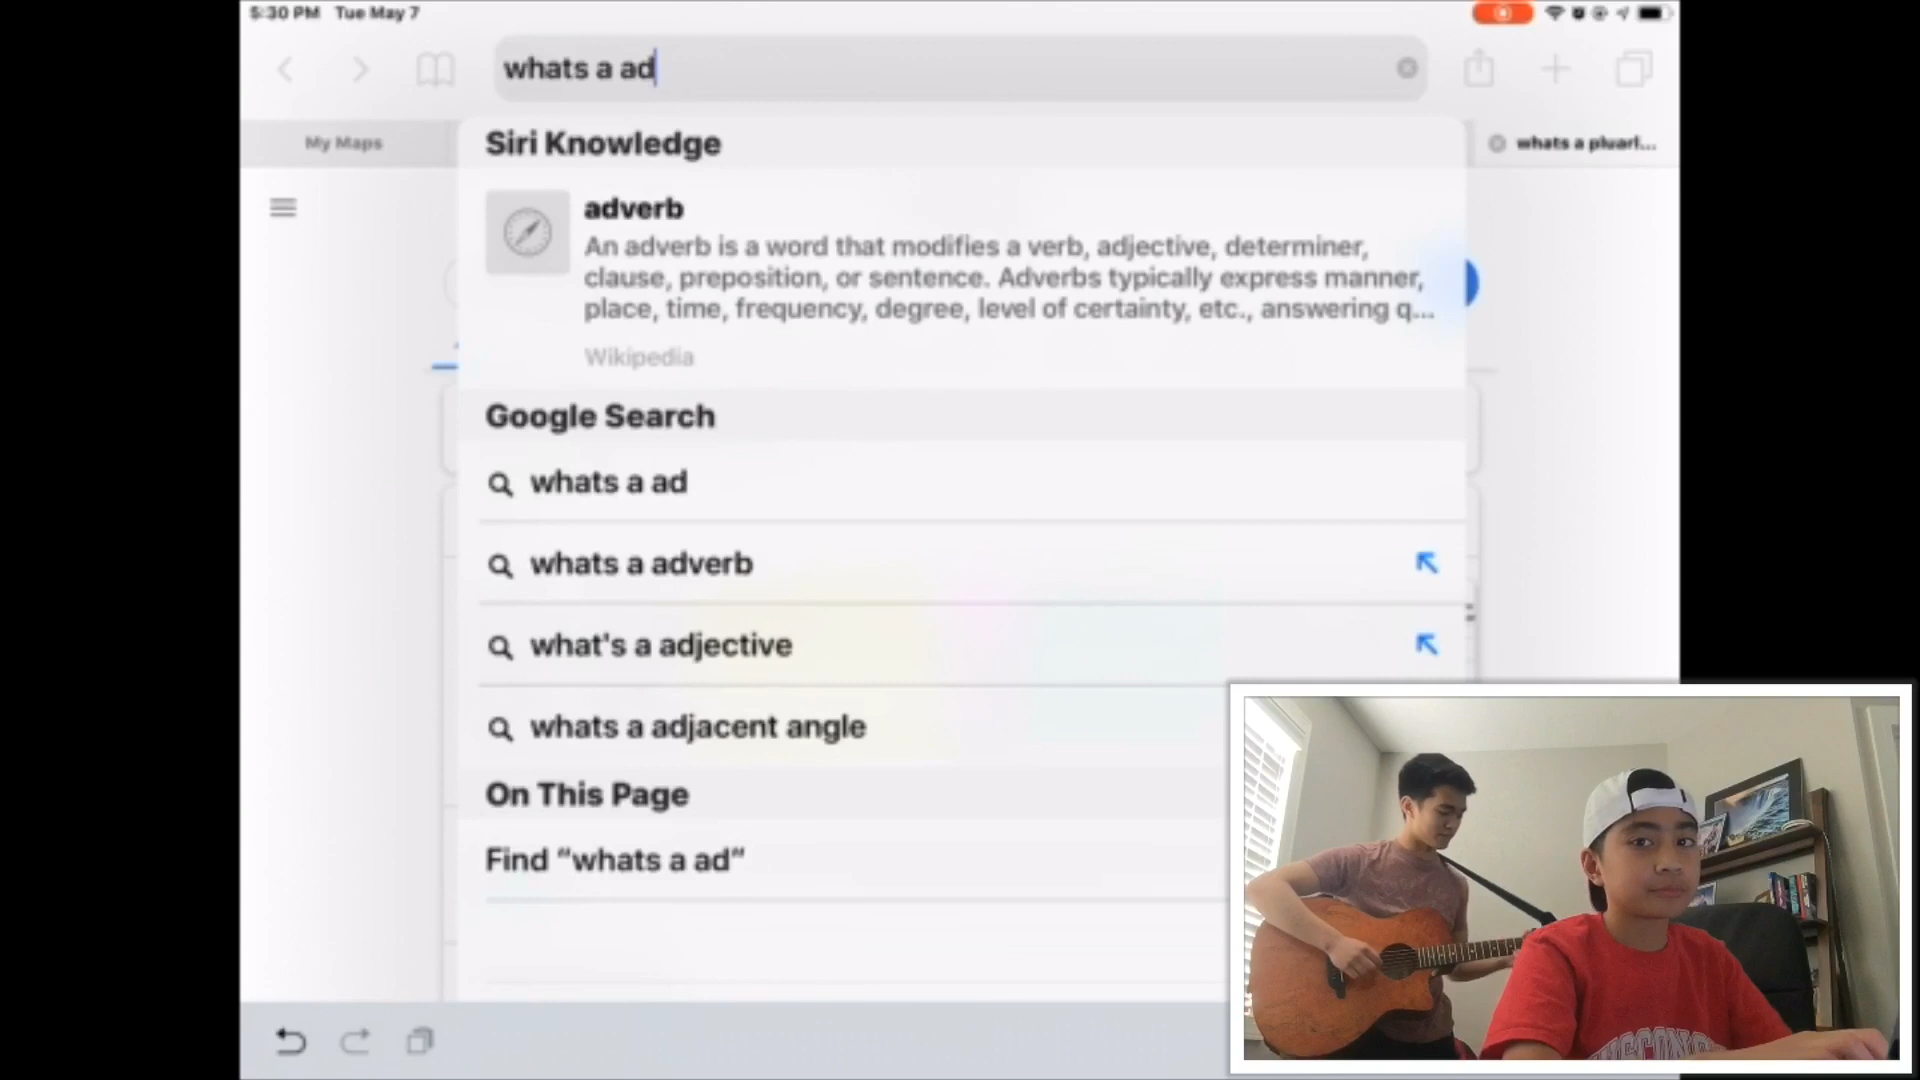 5:30 PM Tue May 7
whats a ad
My Maps
whats a pluarl...
Siri Knowledge
adverb
An adverb is a word that modifies a verb, adjective, determiner,
clause, preposition, or sentence. Adverbs typically express manner,
place, time, frequency, degree, level of certainty, etc., answering q...
Wikipedia
Google Search
whats a ad
whats a adverb
what's a adjective
whats a adjacent angle
On This Page
Find “whats a ad”